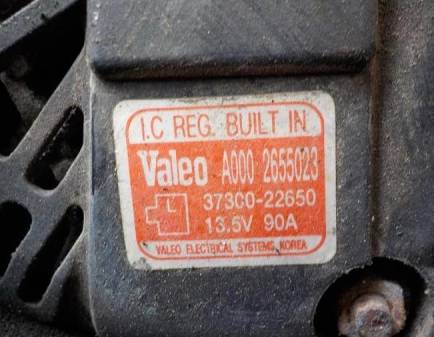 I.C REG. BUILT IN
Valeo A000 2655023
37300-22650
13.5V 90A
VALEO ELECTRICAL SYSTEMS KOREA